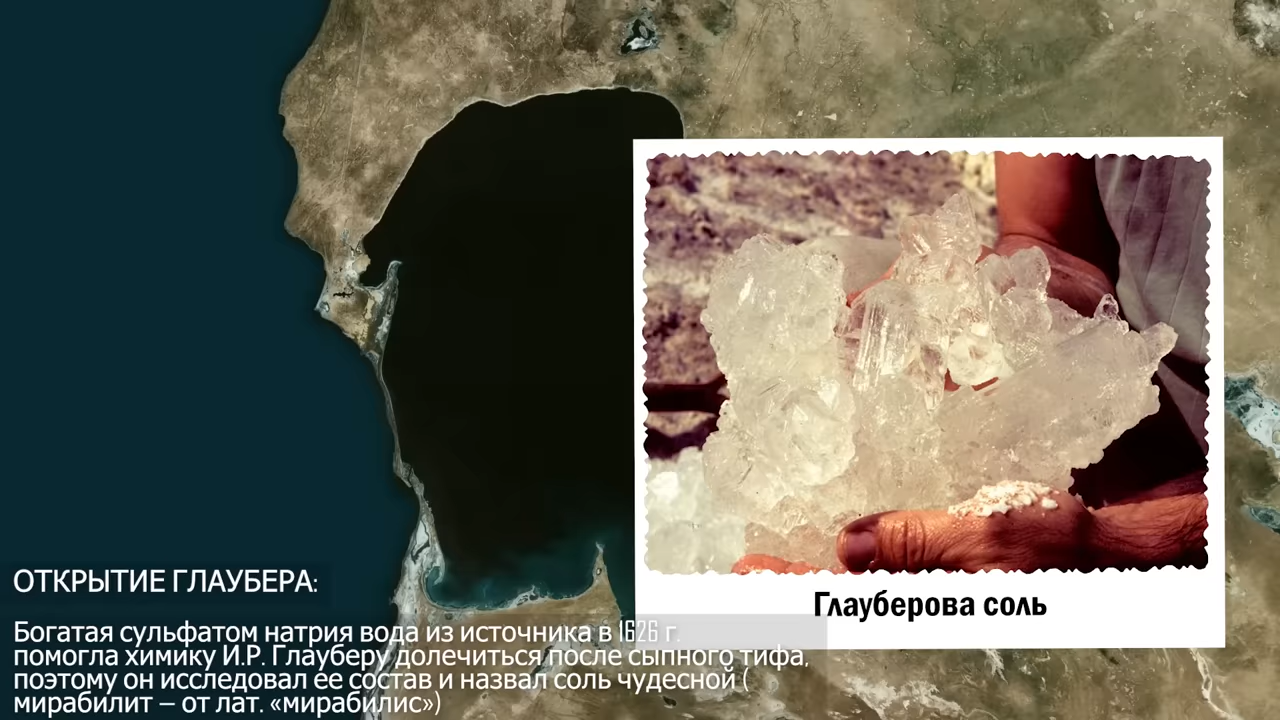 Глауберова соль
ОТКРЫТИЕ ГЛАУБЕРА:
Богатая сульфатом натрия вода из источника в 1626 г.
помогла химику И.Р. Глауберу долечиться после сыпного тифа,
поэтому он исследовал ее состав и назвал соль чудесной (
мирабилит – от лат. «мирабилис»)